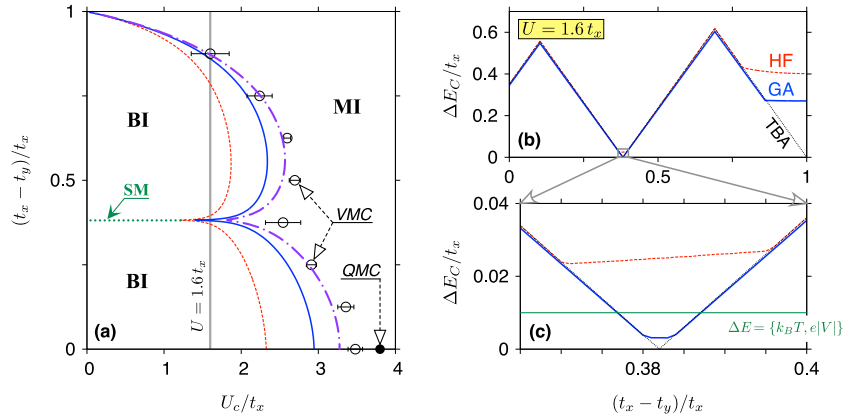 1
0.5
0
(t_x − t_y)/t_x
BI
MI
SM
BI
U = 1.6 t_x
VMC
QMC
(a)
0 1 2 3 4
U_c/t_x
U = 1.6 t_x
0.6
0.4
0.2
0
ΔE_C/t_x
HF
GA
TBA
(b)
0 0.5 1
0.04
0.02
0
ΔE_C/t_x
(c)
ΔE = {k_BT, e|V|}
0.38 0.4
(t_x − t_y)/t_x